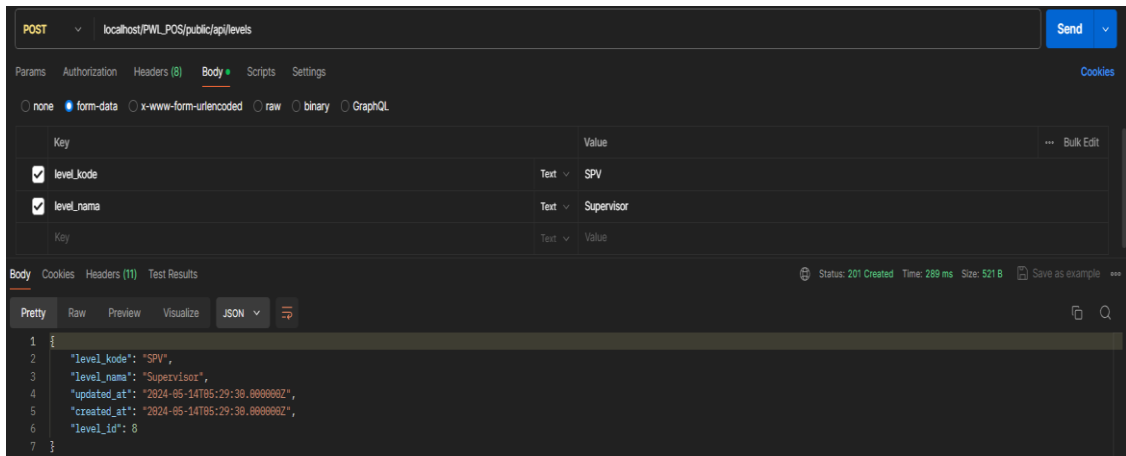 POST localhost/PWL_POS/public/api/levels Send
Params Authorization Headers (8) Body Scripts Settings Cookies
none form-data x-www-form-urlencoded raw binary GraphQL
Key Value ••• Bulk Edit
level_kode Text SPV
level_nama Text Supervisor
Key Text Value
Body Cookies Headers (11) Test Results Status: 201 Created Time: 289 ms Size: 521 B Save as example •••
Pretty Raw Preview Visualize JSON
1 {
2 "level_kode": "SPV",
3 "level_nama": "Supervisor",
4 "updated_at": "2024-05-14T05:29:30.000000Z",
5 "created_at": "2024-05-14T05:29:30.000000Z",
6 "level_id": 8
7 }